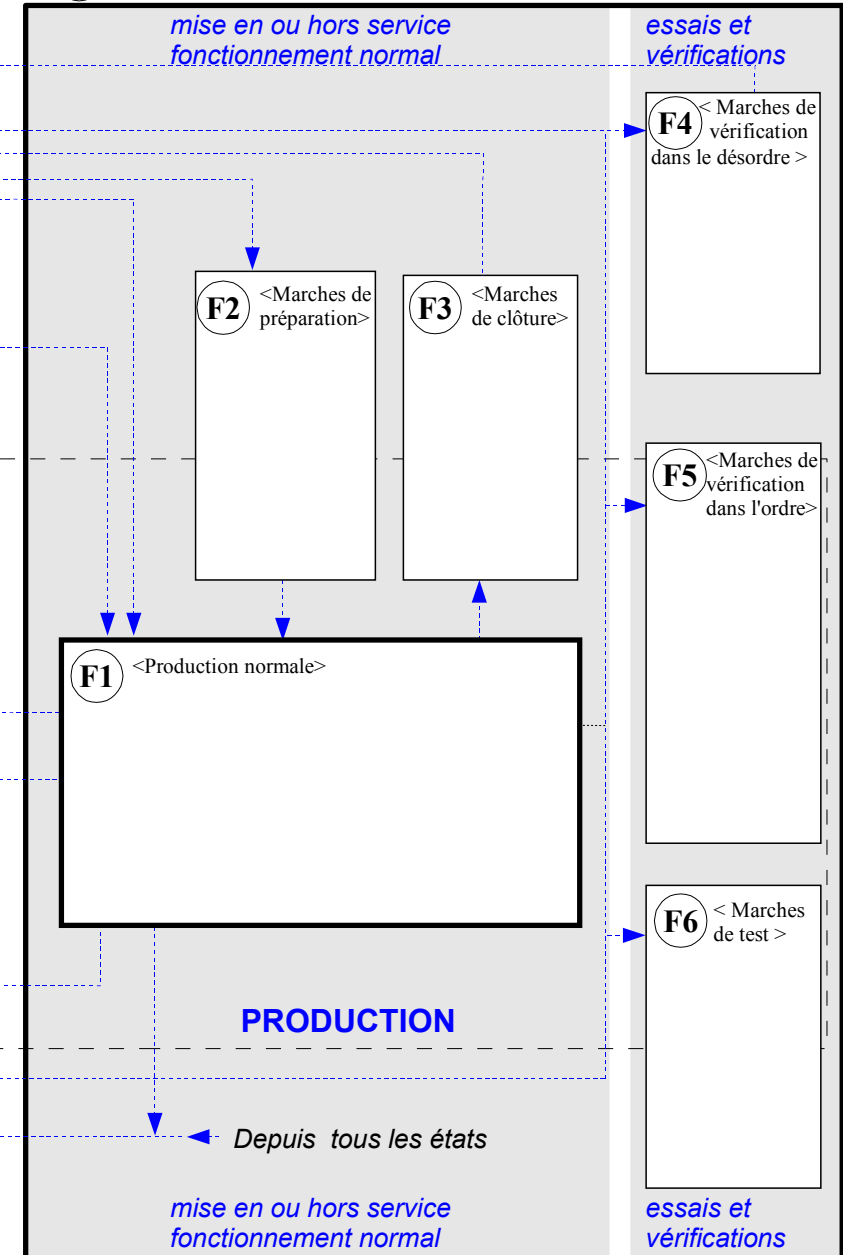 mise en ou hors service
fonctionnement normal
essais et
vérifications
F4
< Marches de
vérification
dans le désordre >
F2
<Marches de
préparation>
F3
<Marches
de clôture>
F5
<Marches de
vérification
dans l'ordre>
F1
<Production normale>
F6
< Marches
de test >
PRODUCTION
Depuis tous les états
mise en ou hors service
fonctionnement normal
essais et
vérifications